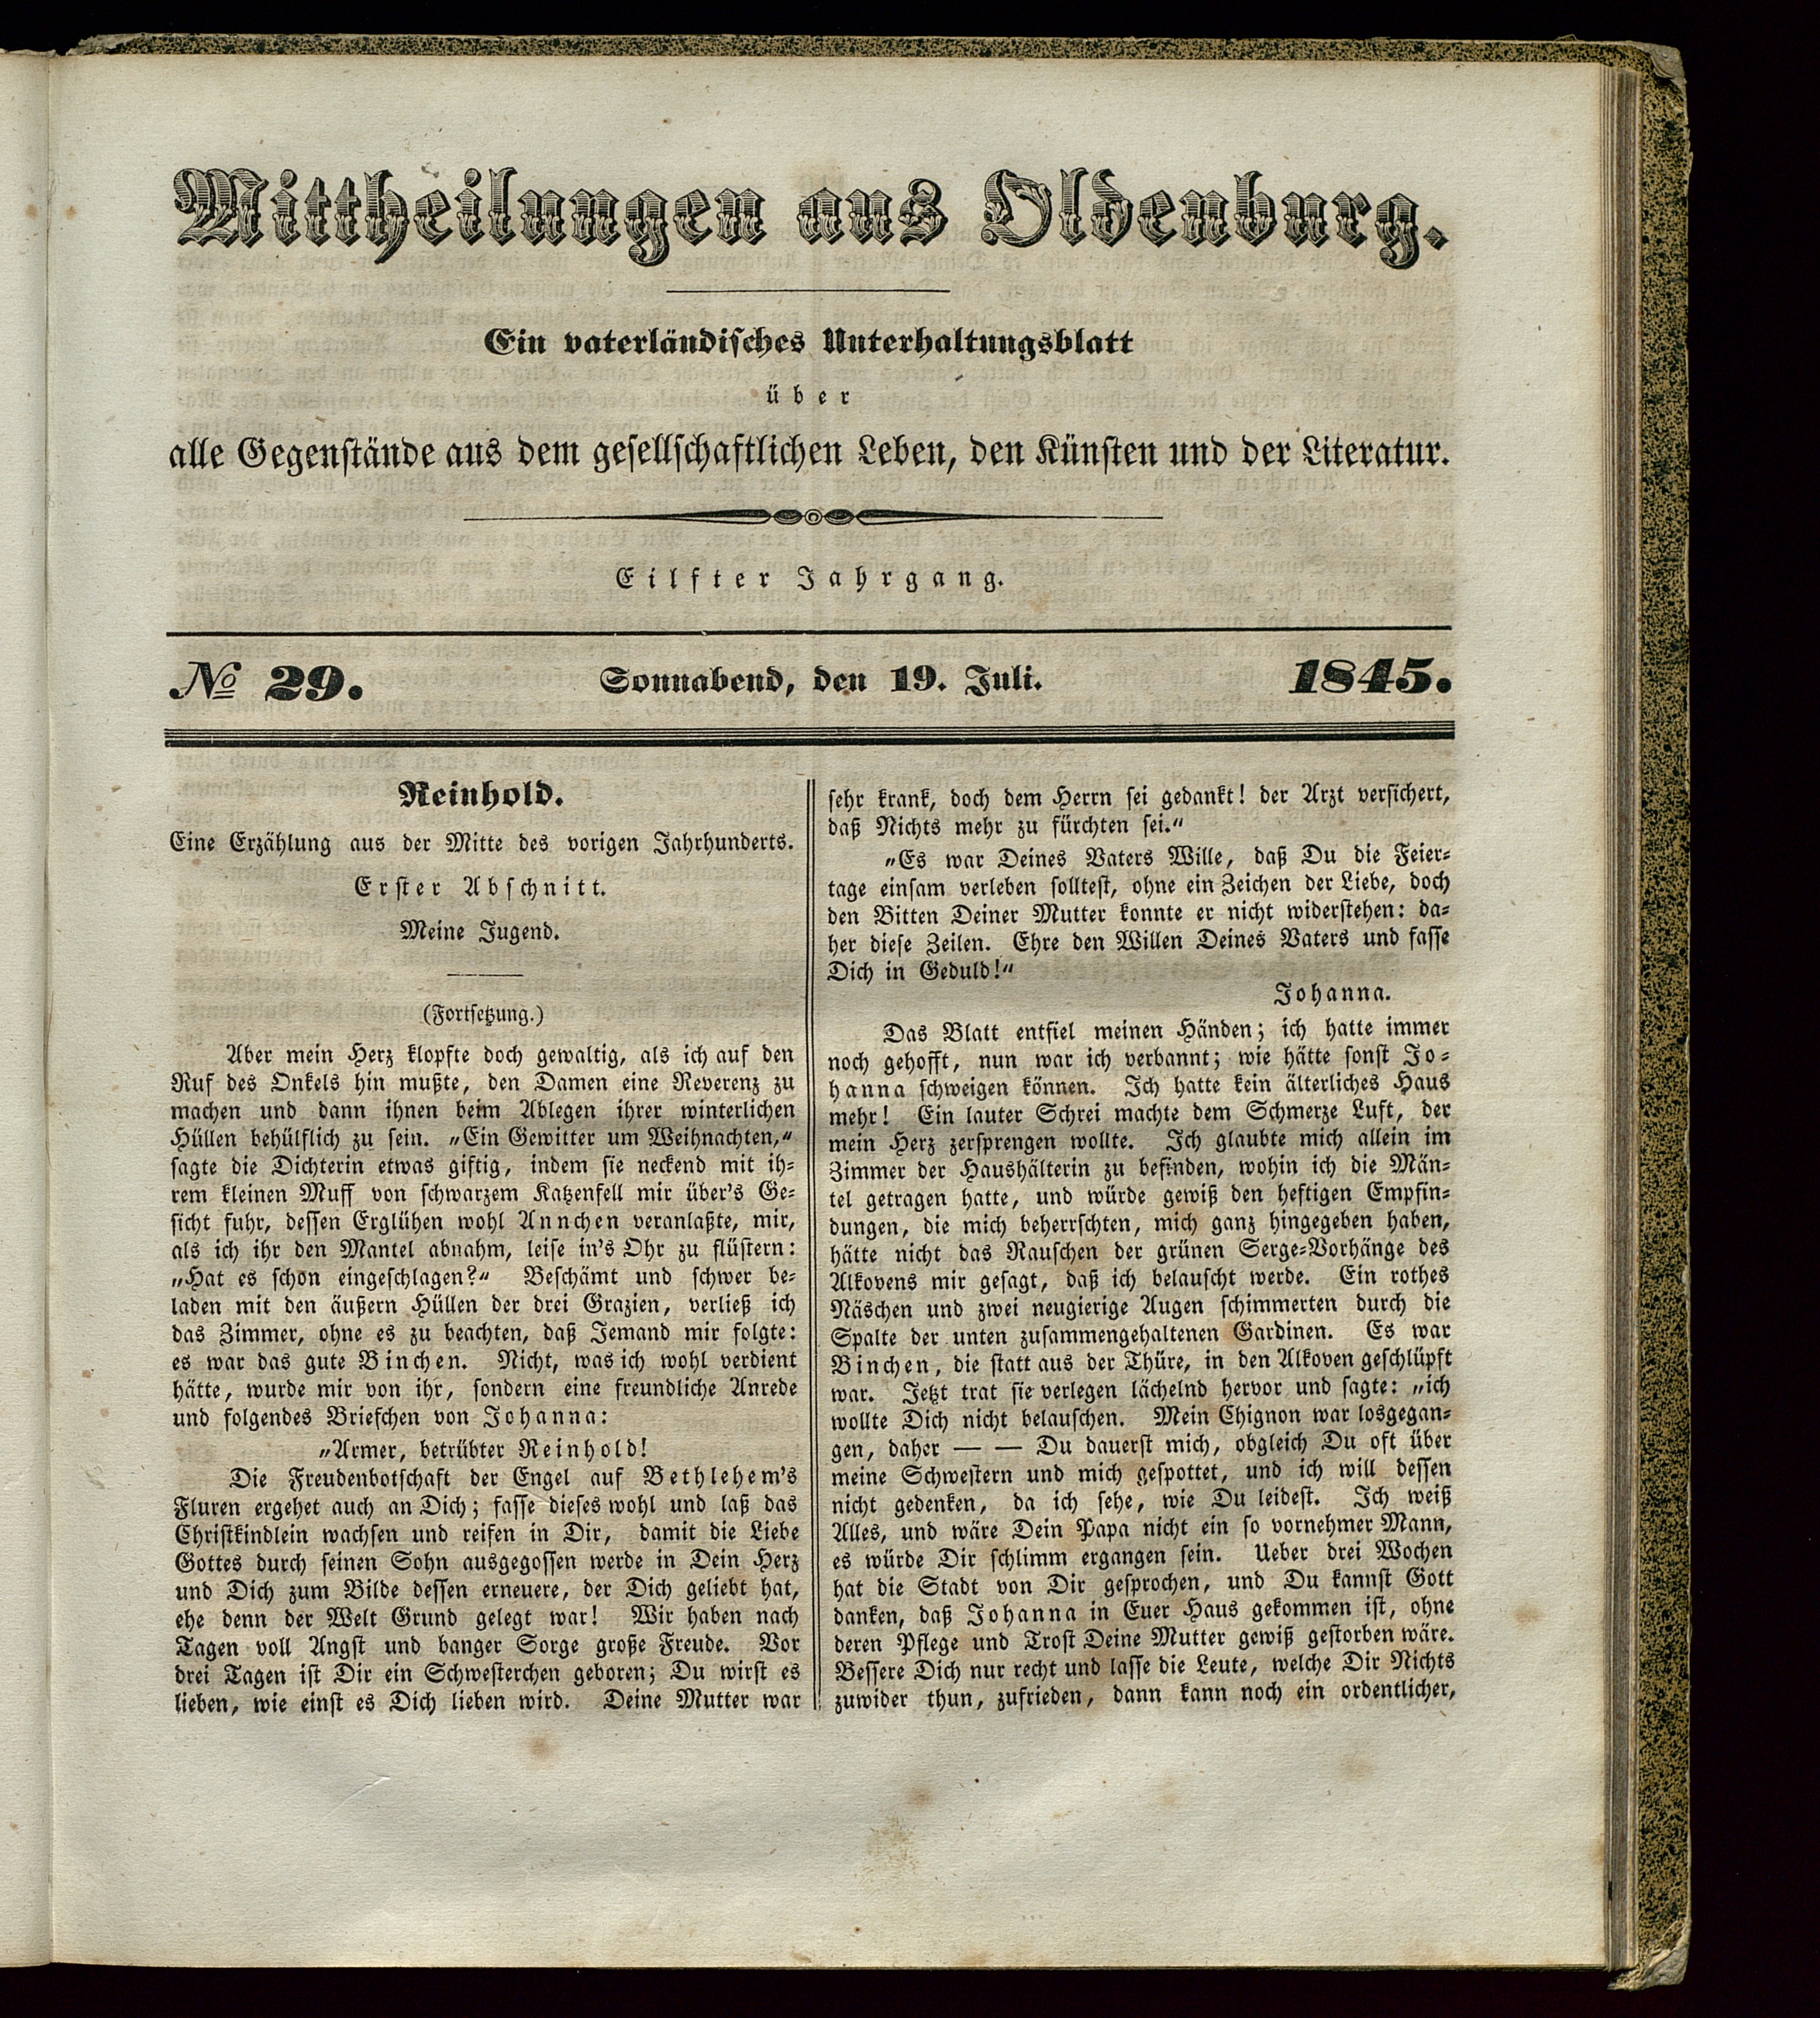 Mittheilungen aus Oldenburg.
Ein vaterländisches Unterhaltungsblatt
über
alle Gegenstände aus dem gesellschaftlichen Leben, den Künsten und der Literatur.
Eilfter Jahrgang.
No 29. Sonnabend, den 19. Juli. 1845.
Reinhold.
Eine Erzählung aus der Mitte des vorigen Jahrhunderts.
Erster Abschnitt.
Meine Jugend.
(Fortsetzung.)
Aber mein Herz klopfte doch gewaltig, als ich auf den
Ruf des Onkels hin mußte, den Damen eine Reverenz zu
machen und dann ihnen beim Ablegen ihrer winterlichen
Hüllen behülflich zu sein. „Ein Gewitter um Weihnachten,“
sagte die Dichterin etwas giftig, indem sie neckend mit ih-
rem kleinen Muff von schwarzem Katzenfell mir über's Ge-
sicht fuhr, dessen Erglühen wohl Annchen veranlaßte, mir,
als ich ihr den Mantel abnahm, leise in's Ohr zu flüstern:
„Hat es schon eingeschlagen?“ Beschämt und schwer be-
laden mit den äußern Hüllen der drei Grazien, verließ ich
das Zimmer, ohne es zu beachten, daß Jemand mir folgte:
es war das gute Binchen. Nicht, was ich wohl verdient
hätte, wurde mir von ihr, sondern eine freundliche Anrede
und folgendes Briefchen von Johanna:
„Armer, betrübter Reinhold!
Die Freudenbotschaft der Engel auf Bethlehem's
Fluren ergehet auch an Dich; fasse dieses wohl und laß das
Christkindlein wachsen und reifen in Dir, damit die Liebe
Gottes durch seinen Sohn ausgegossen werde in Dein Herz
und Dich zum Bilde dessen erneuere, der Dich geliebt hat,
ehe denn der Welt Grund gelegt war! Wir haben nach
Tagen voll Angst und banger Sorge große Freude. Vor
drei Tagen ist Dir ein Schwesterchen geboren; Du wirst es
lieben, wie einst es Dich lieben wird. Deine Mutter war
sehr krank, doch dem Herrn sei gedankt! der Arzt versichert,
daß Nichts mehr zu fürchten sei.“
„Es war Deines Vaters Wille, daß Du die Feier-
tage einsam verleben solltest, ohne ein Zeichen der Liebe, doch
den Bitten Deiner Mutter konnte er nicht widerstehen: da-
her diese Zeilen. Ehre den Willen Deines Vaters und fasse
Dich in Geduld!“
Johanna.
Das Blatt entfiel meinen Händen; ich hatte immer
noch gehofft, nun war ich verbannt; wie hätte sonst Jo-
hanna schweigen können. Ich hatte kein älterliches Haus
mehr! Ein lauter Schrei machte dem Schmerze Luft, der
mein Herz zersprengen wollte. Ich glaubte mich allein im
Zimmer der Haushälterin zu befinden, wohin ich die Män-
tel getragen hatte, und würde gewiß den heftigen Empfin-
dungen, die mich beherrschten, mich ganz hingegeben haben,
hätte nicht das Rauschen der grünen Serge-Vorhänge des
Alkovens mir gesagt, daß ich belauscht werde. Ein rothes
Näschen und zwei neugierige Augen schimmerten durch die
Spalte der unten zusammengehaltenen Gardinen. Es war
Binchen, die statt aus der Thüre, in den Alkoven geschlüpft
war. Jetzt trat sie verlegen lächelnd hervor und sagte: „ich
wollte Dich nicht belauschen. Mein Chignon war losgegan-
gen, daher — — Du dauerst mich, obgleich Du oft über
meine Schwestern und mich gespottet, und ich will dessen
nicht gedenken, da ich sehe, wie Du leidest. Ich weiß
Alles, und wäre Dein Papa nicht ein so vornehmer Mann,
es würde Dir schlimm ergangen sein. Ueber drei Wochen
hat die Stadt von Dir gesprochen, und Du kannst Gott
danken, daß Johanna in Euer Haus gekommen ist, ohne
deren Pflege und Trost Deine Mutter gewiß gestorben wäre.
Bessere Dich nur recht und lasse die Leute, welche Dir Nichts
zuwider thun, zufrieden, dann kann noch ein ordentlicher,